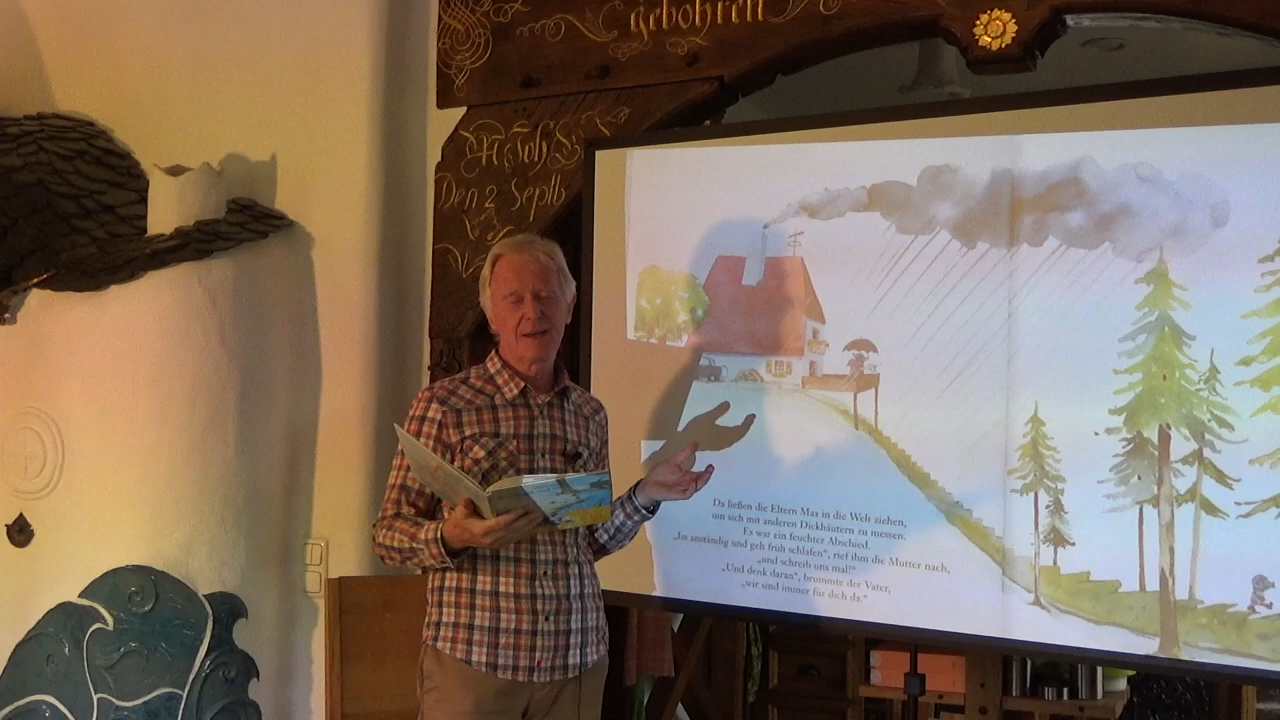 gebohren
Den 2 Septb
Da ließen die Eltern Max in die Welt ziehen,
um sich mit anderen Dickhäutern zu messen.
Es war ein feuchter Abschied.
„Iss anständig und geh früh schlafen“, rief ihm die Mutter nach,
„und schreib uns mal!“
„Und denk daran“, brummte der Vater,
„wir sind immer für dich da.“